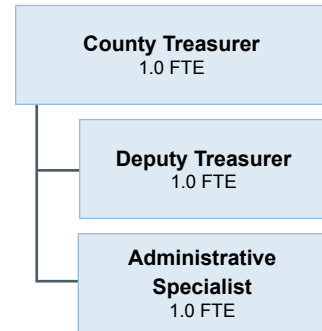 County Treasurer
1.0 FTE
Deputy Treasurer
1.0 FTE
Administrative
Specialist
1.0 FTE